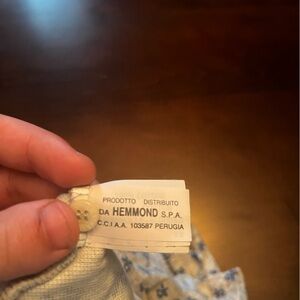 PRODOTTO DISTRIBUITO
DA HEMMOND S.P.A.
C.C.I.A.A. 103587 PERUGIA